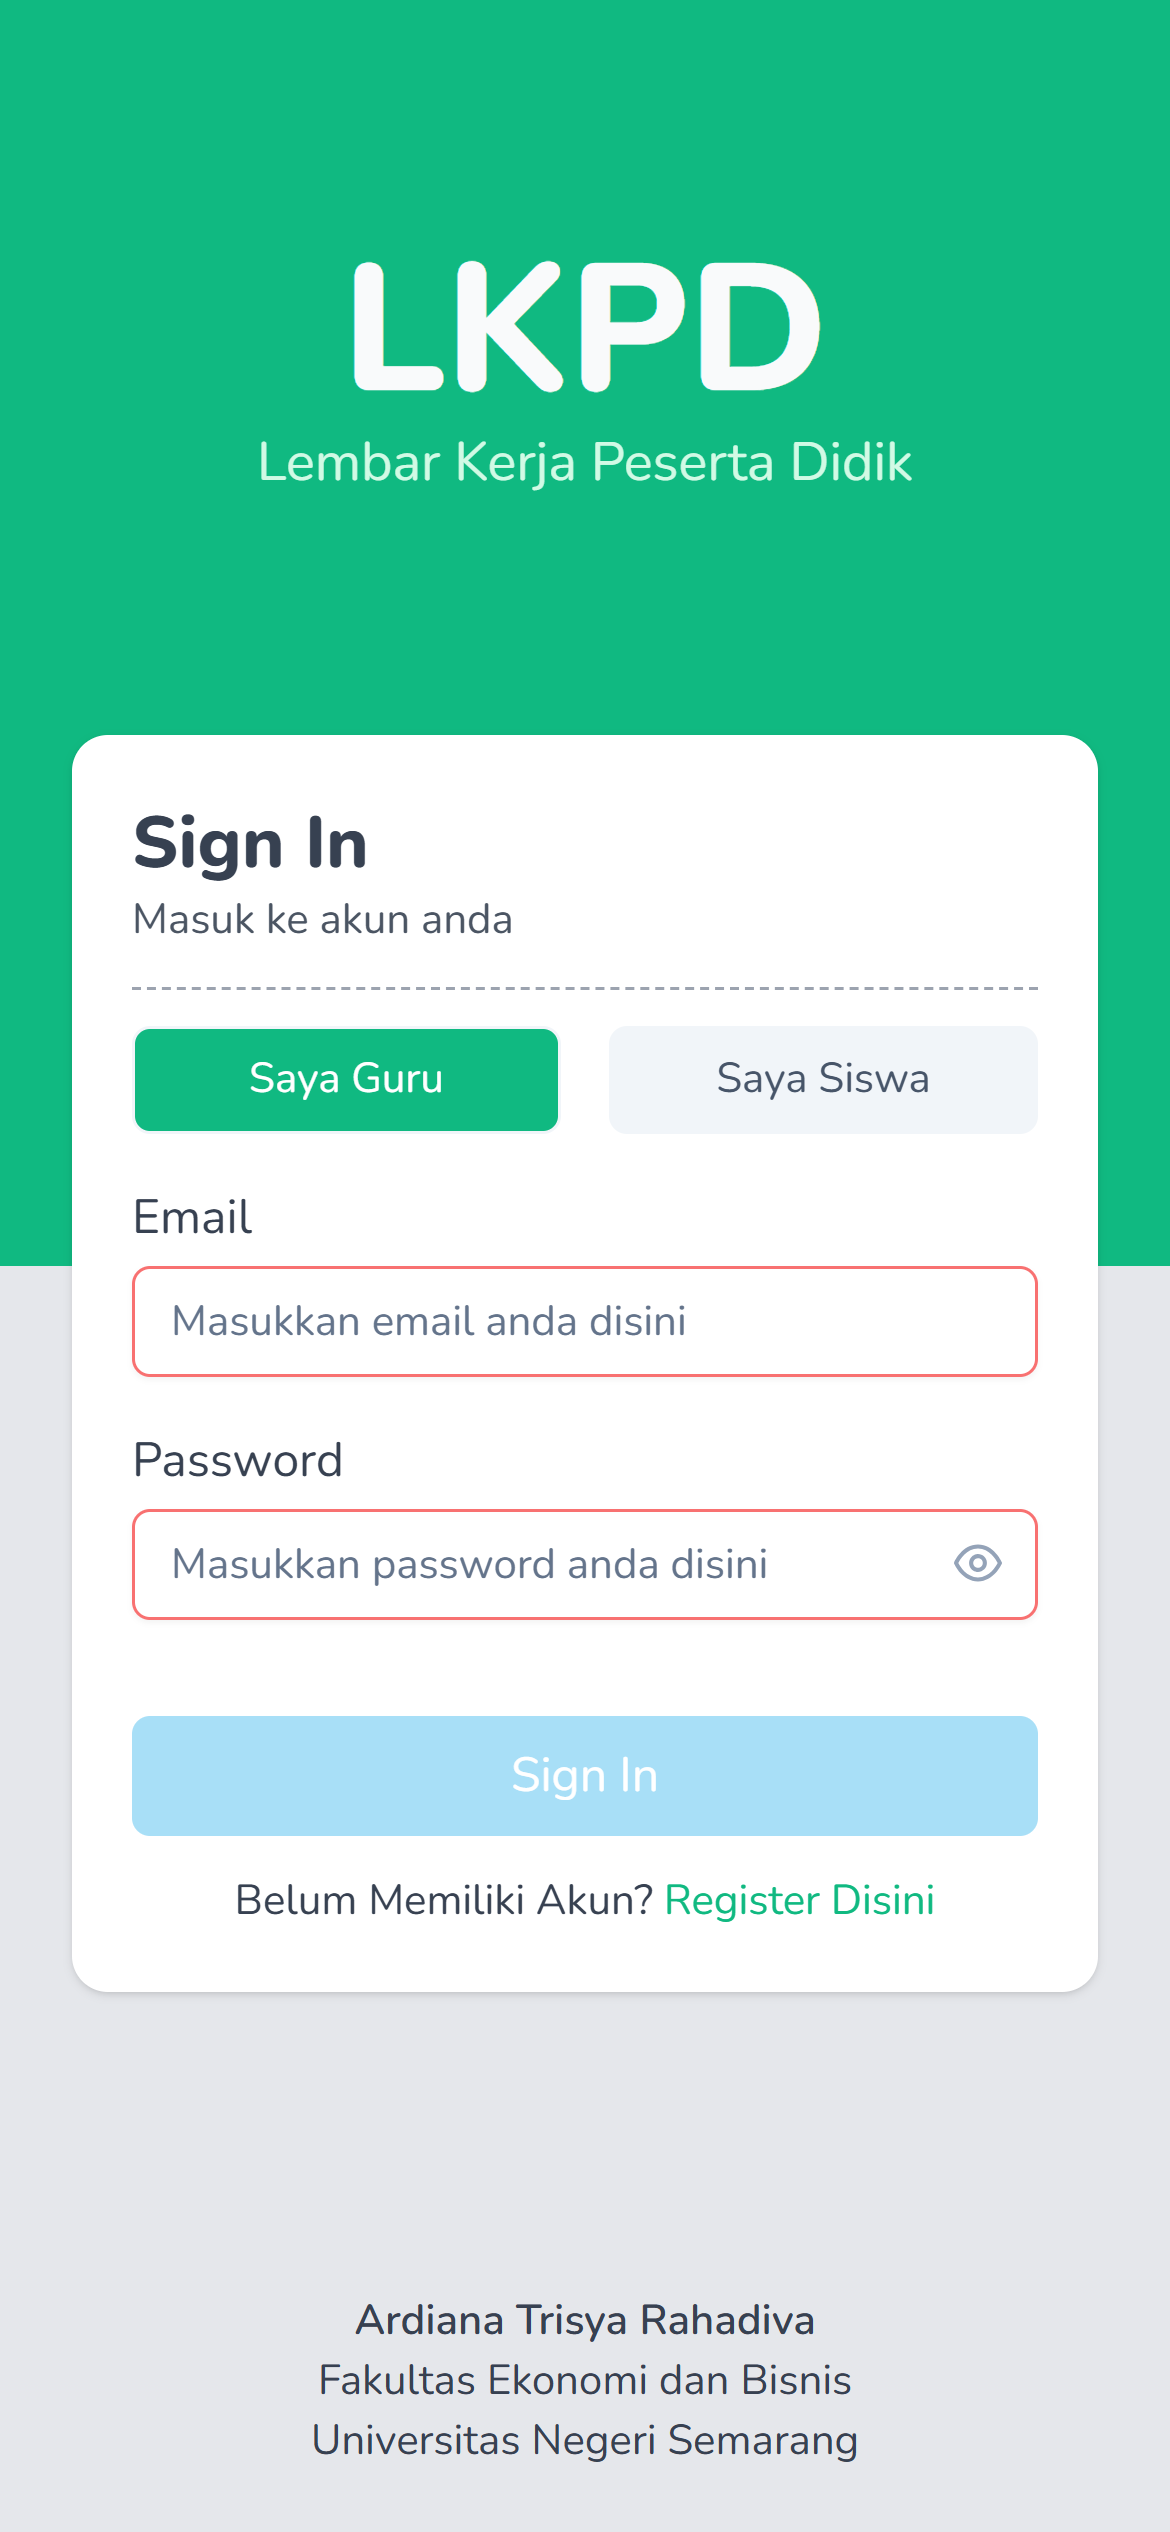 LKPD
Lembar Kerja Peserta Didik
Sign In
Masuk ke akun anda
Saya Guru
Saya Siswa
Email
Masukkan email anda disini
Password
Masukkan password anda disini
Sign In
Belum Memiliki Akun? Register Disini
Ardiana Trisya Rahadiva
Fakultas Ekonomi dan Bisnis
Universitas Negeri Semarang